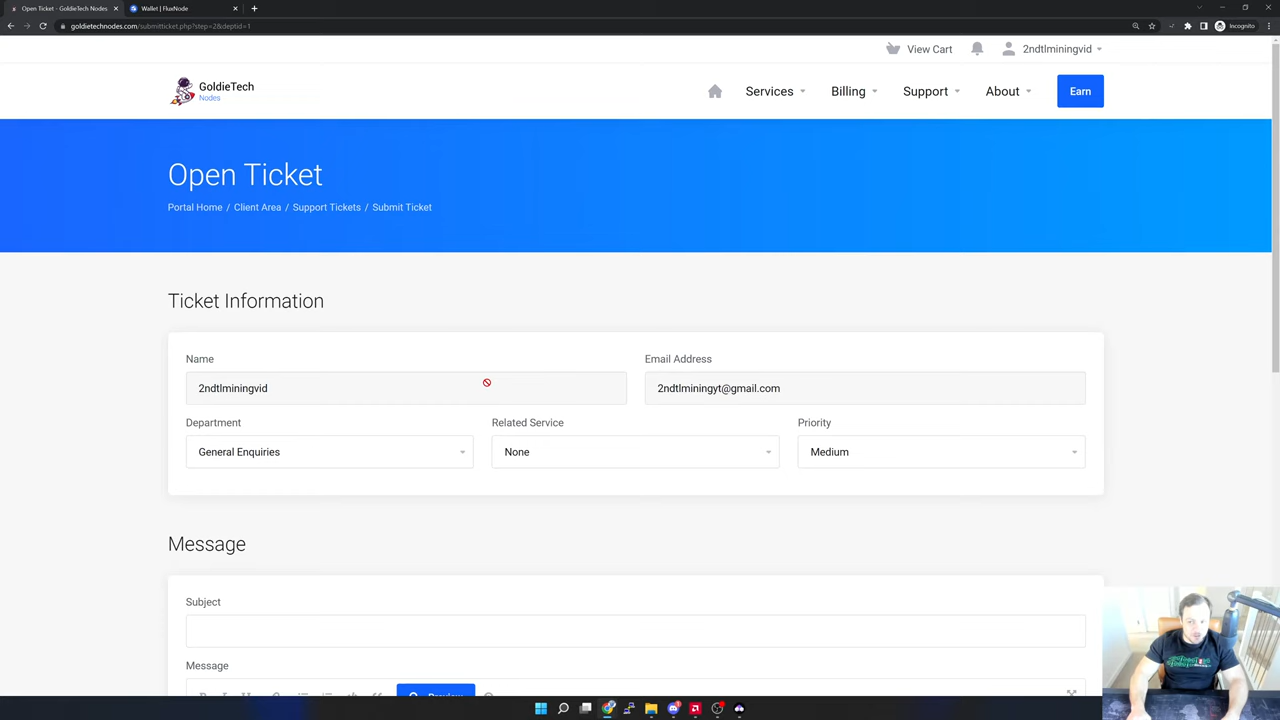 Open Ticket - GoldieTech Nodes
Wallet | FluxNode
goldietechnodes.com/submitticket.php?step=2&deptid=1
Incognito
View Cart
2ndtlminingvid
GoldieTech
Nodes
Services
Billing
Support
About
Earn
Open Ticket
Portal Home / Client Area / Support Tickets / Submit Ticket
Ticket Information
Name
Email Address
2ndtlminingvid
2ndtlminingyt@gmail.com
Department
Related Service
Priority
General Enquiries
None
Medium
Message
Subject
Message
Preview